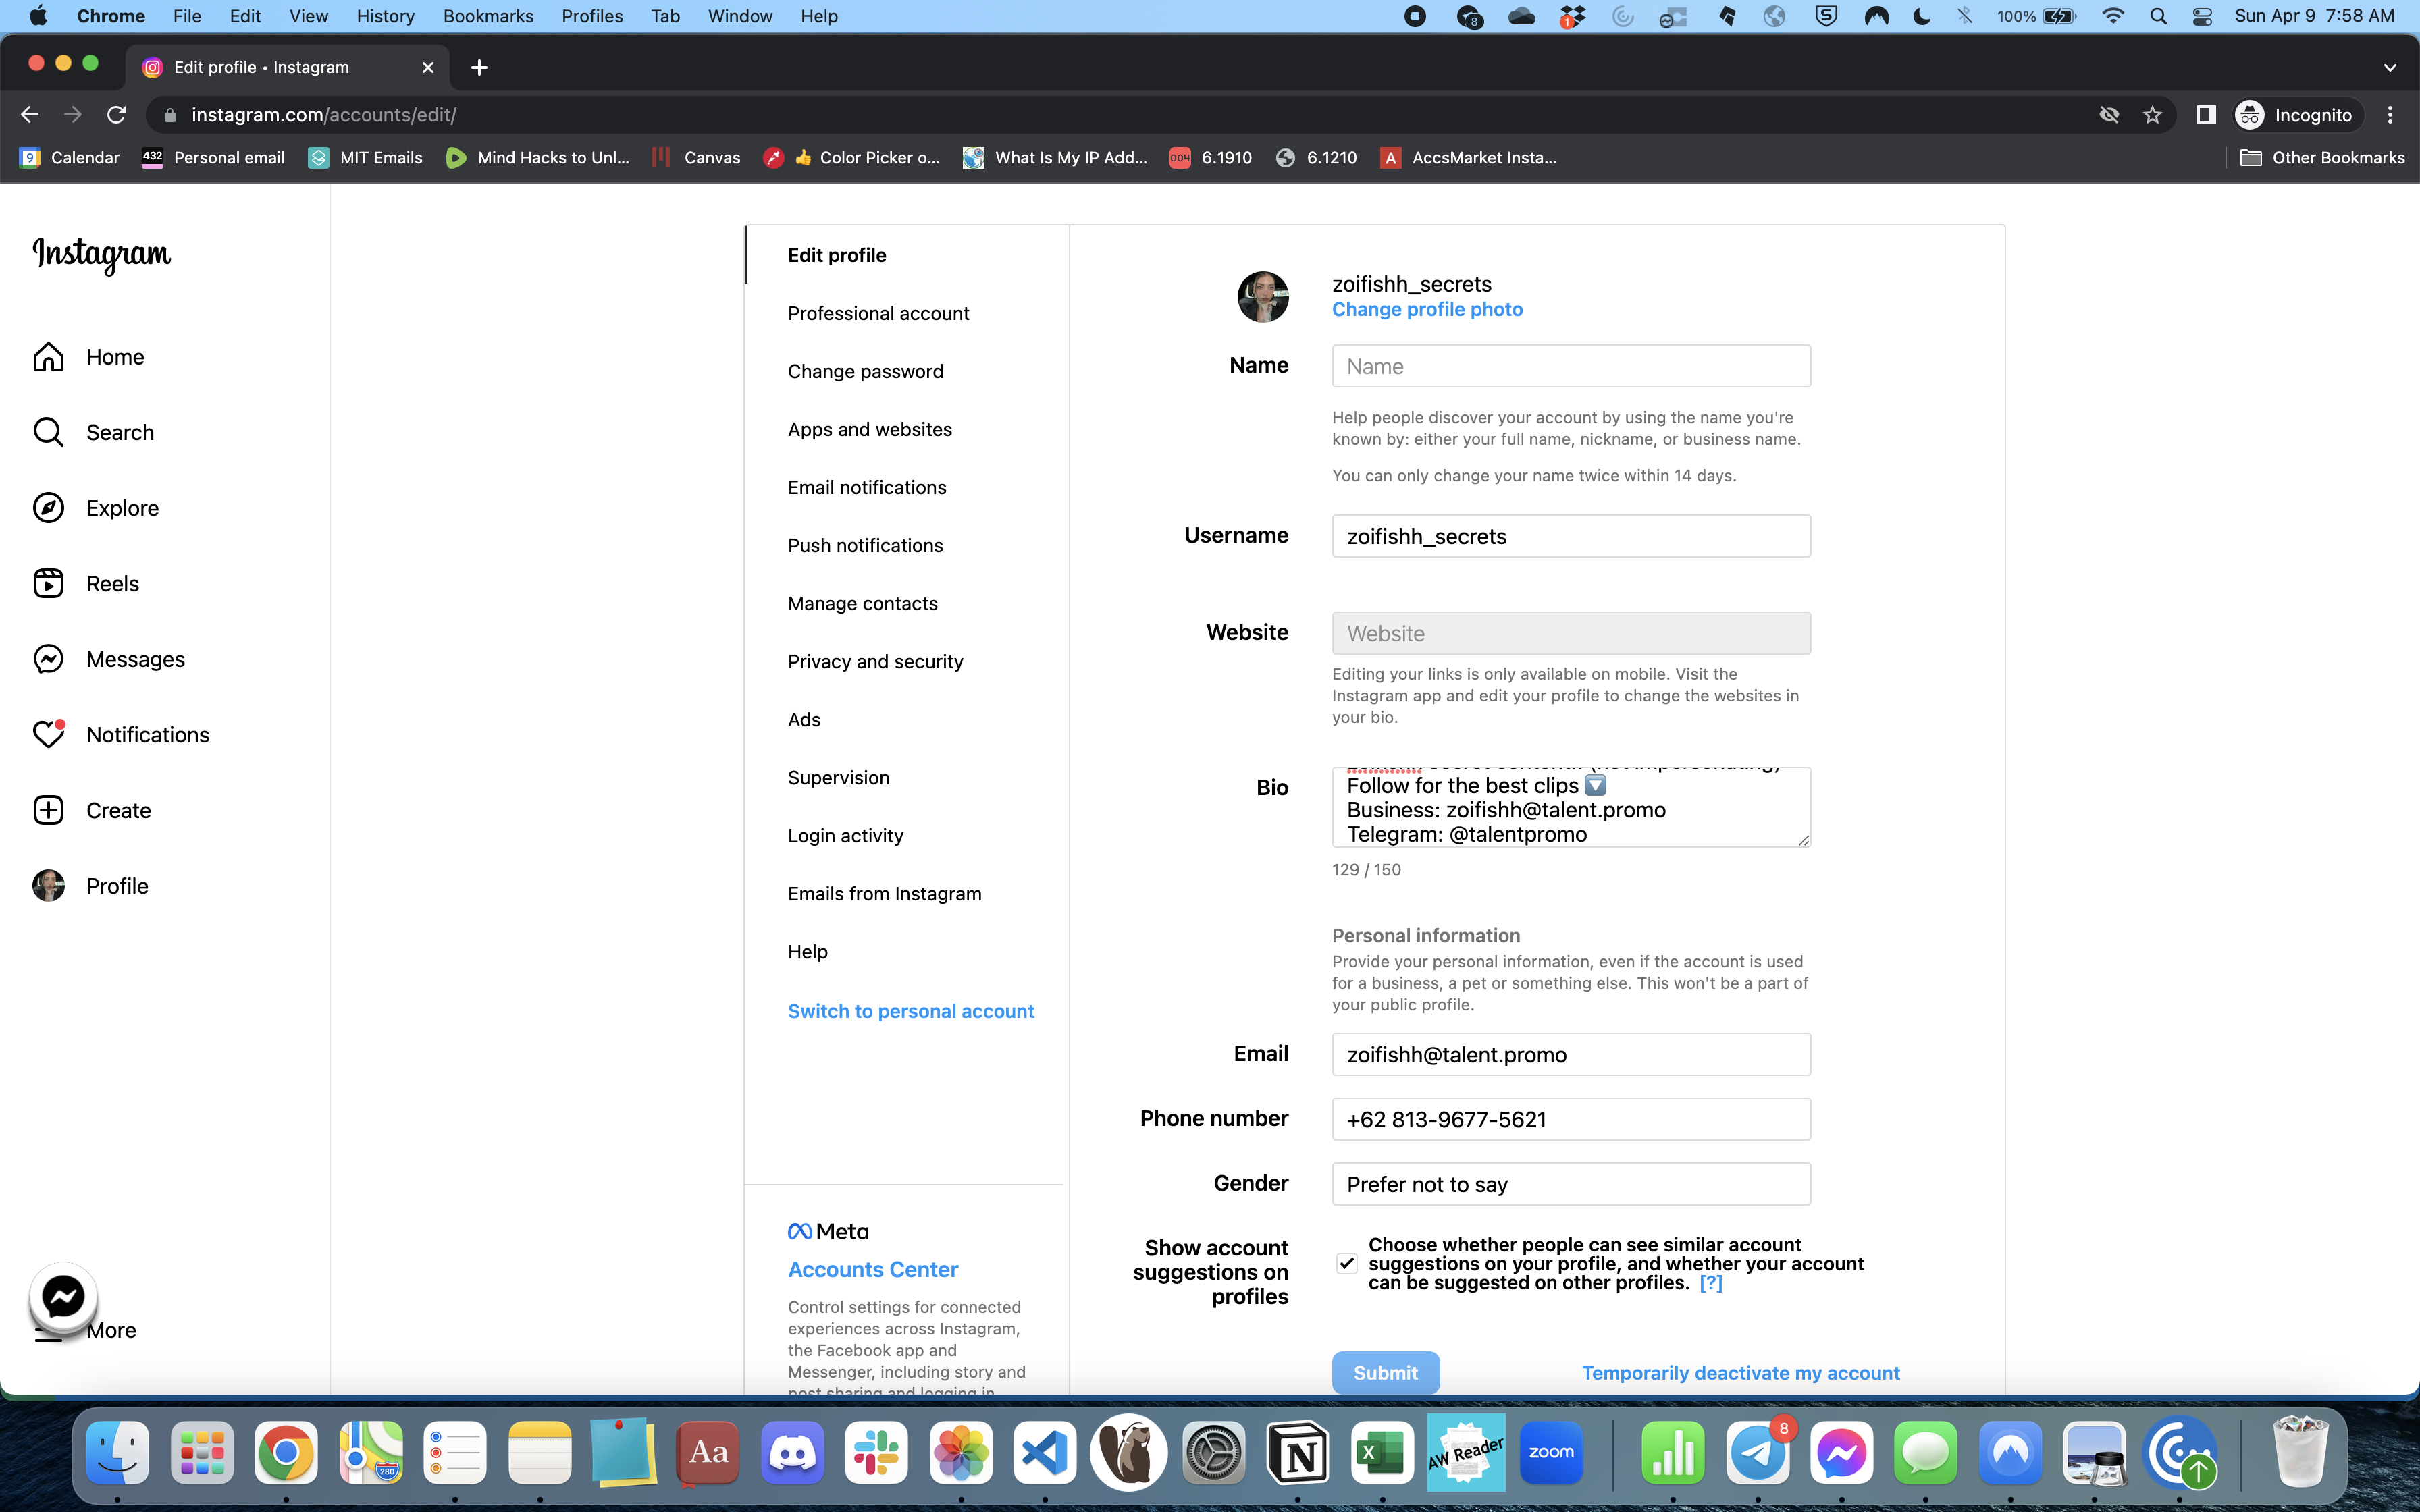 Chrome File Edit View History Bookmarks Profiles Tab Window Help
8
1
100%
Sun Apr 9 7:58 AM
Edit profile • Instagram
instagram.com/accounts/edit/
Incognito
9 Calendar
432 Personal email
MIT Emails
Mind Hacks to Unl...
Canvas
👍 Color Picker o...
What Is My IP Add...
004 6.1910
6.1210
A AccsMarket Insta...
Other Bookmarks
Instagram
Home
Search
Explore
Reels
Messages
Notifications
Create
Profile
More
Edit profile
Professional account
Change password
Apps and websites
Email notifications
Push notifications
Manage contacts
Privacy and security
Ads
Supervision
Login activity
Emails from Instagram
Help
Switch to personal account
Meta
Accounts Center
Control settings for connected
experiences across Instagram,
the Facebook app and
Messenger, including story and
post sharing and logging in.
zoifishh_secrets
Change profile photo
Name
Name
Help people discover your account by using the name you're
known by: either your full name, nickname, or business name.
You can only change your name twice within 14 days.
Username
zoifishh_secrets
Website
Website
Editing your links is only available on mobile. Visit the
Instagram app and edit your profile to change the websites in
your bio.
Bio
Follow for the best clips 🔽
Business: zoifishh@talent.promo
Telegram: @talentpromo
129 / 150
Personal information
Provide your personal information, even if the account is used
for a business, a pet or something else. This won't be a part of
your public profile.
Email
zoifishh@talent.promo
Phone number
+62 813-9677-5621
Gender
Prefer not to say
Show account
suggestions on
profiles
Choose whether people can see similar account
suggestions on your profile, and whether your account
can be suggested on other profiles. [?]
Submit
Temporarily deactivate my account
280
Aa
N
X
AW Reader
zoom
8